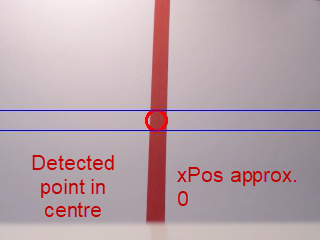 Detected
point in
centre
xPos approx.
0